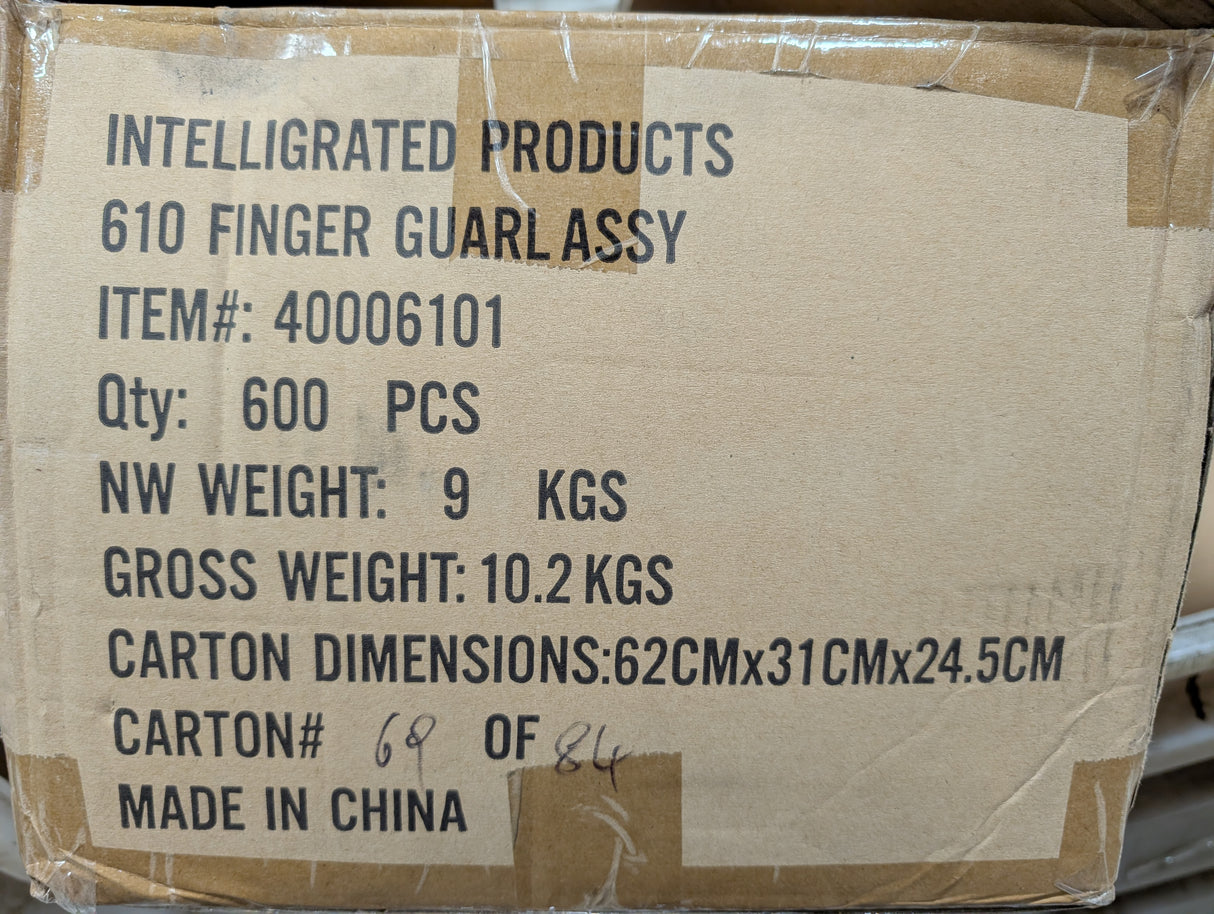 INTELLIGRATED PRODUCTS
610 FINGER GUARL ASSY
ITEM#: 40006101
Qty: 600 PCS
NW WEIGHT: 9 KGS
GROSS WEIGHT: 10.2 KGS
CARTON DIMENSIONS:62CMx31CMx24.5CM
CARTON# 69 OF 84
MADE IN CHINA